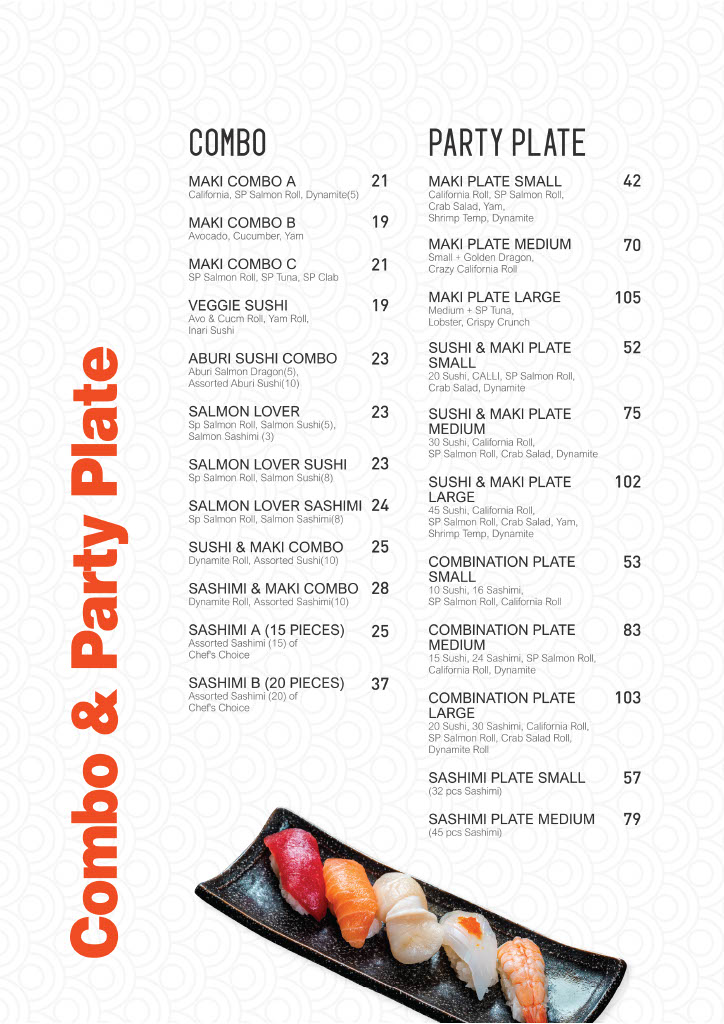 Combo & Party Plate
COMBO
MAKI COMBO A 21
California, SP Salmon Roll, Dynamite(5)
MAKI COMBO B 19
Avocado, Cucumber, Yam
MAKI COMBO C 21
SP Salmon Roll, SP Tuna, SP Clab
VEGGIE SUSHI 19
Avo & Cucm Roll, Yam Roll,
Inari Sushi
ABURI SUSHI COMBO 23
Aburi Salmon Dragon(5),
Assorted Aburi Sushi(10)
SALMON LOVER 23
Sp Salmon Roll, Salmon Sushi(5),
Salmon Sashimi (3)
SALMON LOVER SUSHI 23
Sp Salmon Roll, Salmon Sushi(8)
SALMON LOVER SASHIMI 24
Sp Salmon Roll, Salmon Sashimi(8)
SUSHI & MAKI COMBO 25
Dynamite Roll, Assorted Sushi(10)
SASHIMI & MAKI COMBO 28
Dynamite Roll, Assorted Sashimi(10)
SASHIMI A (15 PIECES) 25
Assorted Sashimi (15) of
Chef's Choice
SASHIMI B (20 PIECES) 37
Assorted Sashimi (20) of
Chef's Choice
PARTY PLATE
MAKI PLATE SMALL 42
California Roll, SP Salmon Roll,
Crab Salad, Yam,
Shrimp Temp, Dynamite
MAKI PLATE MEDIUM 70
Small + Golden Dragon,
Crazy California Roll
MAKI PLATE LARGE 105
Medium + SP Tuna,
Lobster, Crispy Crunch
SUSHI & MAKI PLATE 52
SMALL
20 Sushi, CALLI, SP Salmon Roll,
Crab Salad, Dynamite
SUSHI & MAKI PLATE 75
MEDIUM
30 Sushi, California Roll,
SP Salmon Roll, Crab Salad, Dynamite
SUSHI & MAKI PLATE 102
LARGE
45 Sushi, California Roll,
SP Salmon Roll, Crab Salad, Yam,
Shrimp Temp, Dynamite
COMBINATION PLATE 53
SMALL
10 Sushi, 16 Sashimi,
SP Salmon Roll, California Roll
COMBINATION PLATE 83
MEDIUM
15 Sushi, 24 Sashimi, SP Salmon Roll,
California Roll, Dynamite
COMBINATION PLATE 103
LARGE
20 Sushi, 30 Sashimi, California Roll,
SP Salmon Roll, Crab Salad Roll,
Dynamite Roll
SASHIMI PLATE SMALL 57
(32 pcs Sashimi)
SASHIMI PLATE MEDIUM 79
(45 pcs Sashimi)